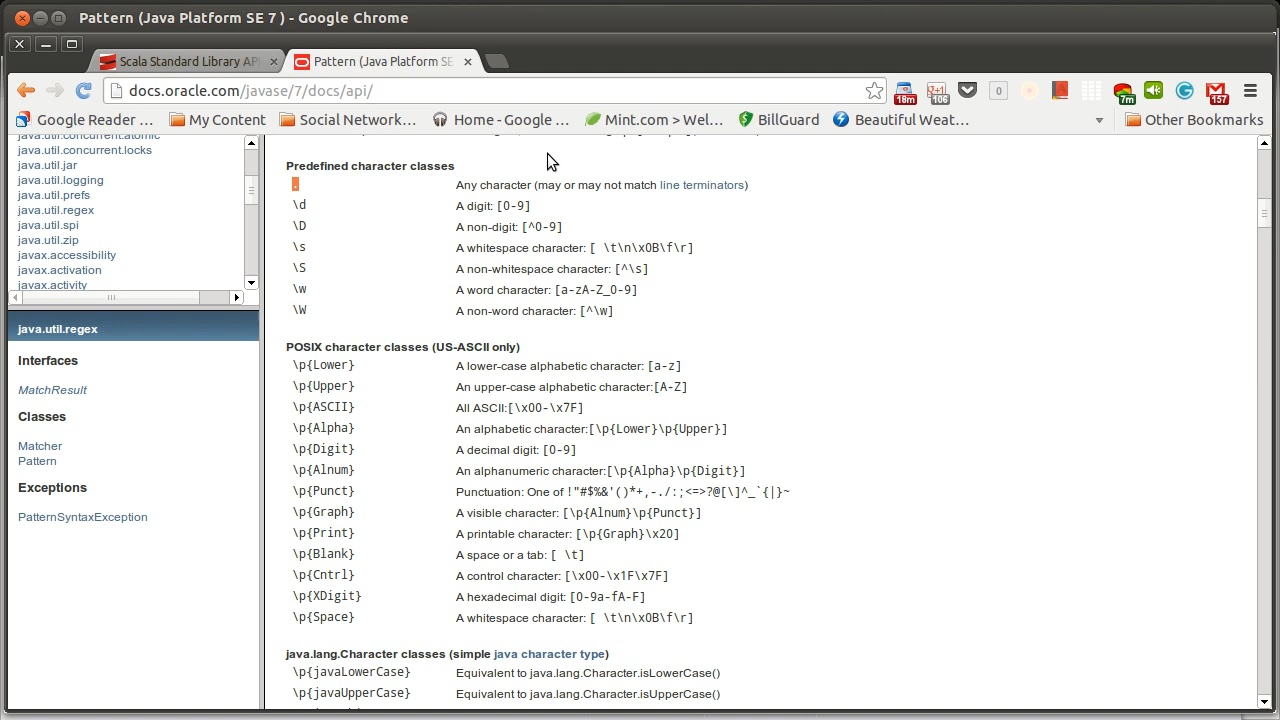 Pattern (Java Platform SE 7 ) - Google Chrome
Scala Standard Library API
Pattern (Java Platform SE
docs.oracle.com/javase/7/docs/api/
18m
106
0
7m
157
Google Reader ...
My Content
Social Network...
Home - Google ...
Mint.com > Wel...
BillGuard
Beautiful Weat...
Other Bookmarks
java.util.concurrent.atomic
java.util.concurrent.locks
java.util.jar
java.util.logging
java.util.prefs
java.util.regex
java.util.spi
java.util.zip
javax.accessibility
javax.activation
javax.activity
java.util.regex
Interfaces
MatchResult
Classes
Matcher
Pattern
Exceptions
PatternSyntaxException
Predefined character classes
. Any character (may or may not match line terminators)
\d A digit: [0-9]
\D A non-digit: [^0-9]
\s A whitespace character: [ \t\n\x0B\f\r]
\S A non-whitespace character: [^\s]
\w A word character: [a-zA-Z_0-9]
\W A non-word character: [^\w]
POSIX character classes (US-ASCII only)
\p{Lower} A lower-case alphabetic character: [a-z]
\p{Upper} An upper-case alphabetic character:[A-Z]
\p{ASCII} All ASCII:[\x00-\x7F]
\p{Alpha} An alphabetic character:[\p{Lower}\p{Upper}]
\p{Digit} A decimal digit: [0-9]
\p{Alnum} An alphanumeric character:[\p{Alpha}\p{Digit}]
\p{Punct} Punctuation: One of !"#$%&'()*+,-./:;<=>?@[\]^_`{|}~
\p{Graph} A visible character: [\p{Alnum}\p{Punct}]
\p{Print} A printable character: [\p{Graph}\x20]
\p{Blank} A space or a tab: [ \t]
\p{Cntrl} A control character: [\x00-\x1F\x7F]
\p{XDigit} A hexadecimal digit: [0-9a-fA-F]
\p{Space} A whitespace character: [ \t\n\x0B\f\r]
java.lang.Character classes (simple java character type)
\p{javaLowerCase} Equivalent to java.lang.Character.isLowerCase()
\p{javaUpperCase} Equivalent to java.lang.Character.isUpperCase()